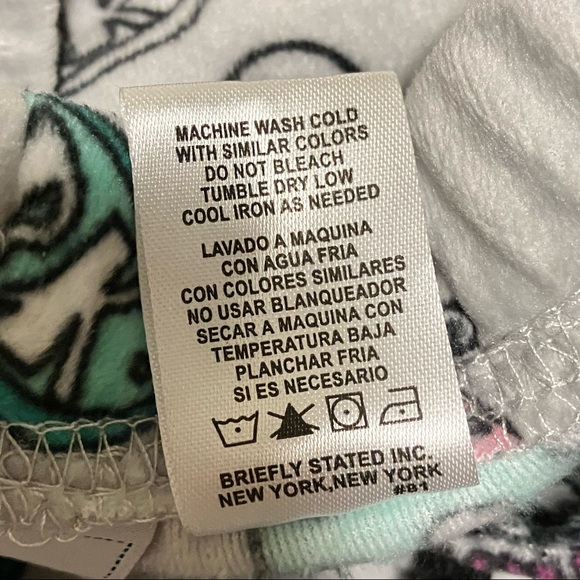 MACHINE WASH COLD
WITH SIMILAR COLORS
DO NOT BLEACH
TUMBLE DRY LOW
COOL IRON AS NEEDED
LAVADO A MAQUINA
CON AGUA FRIA
CON COLORES SIMILARES
NO USAR BLANQUEADOR
SECAR A MAQUINA CON
TEMPERATURA BAJA
PLANCHAR FRIA
SI ES NECESARIO
BRIEFLY STATED INC.
NEW YORK,NEW YORK
#81